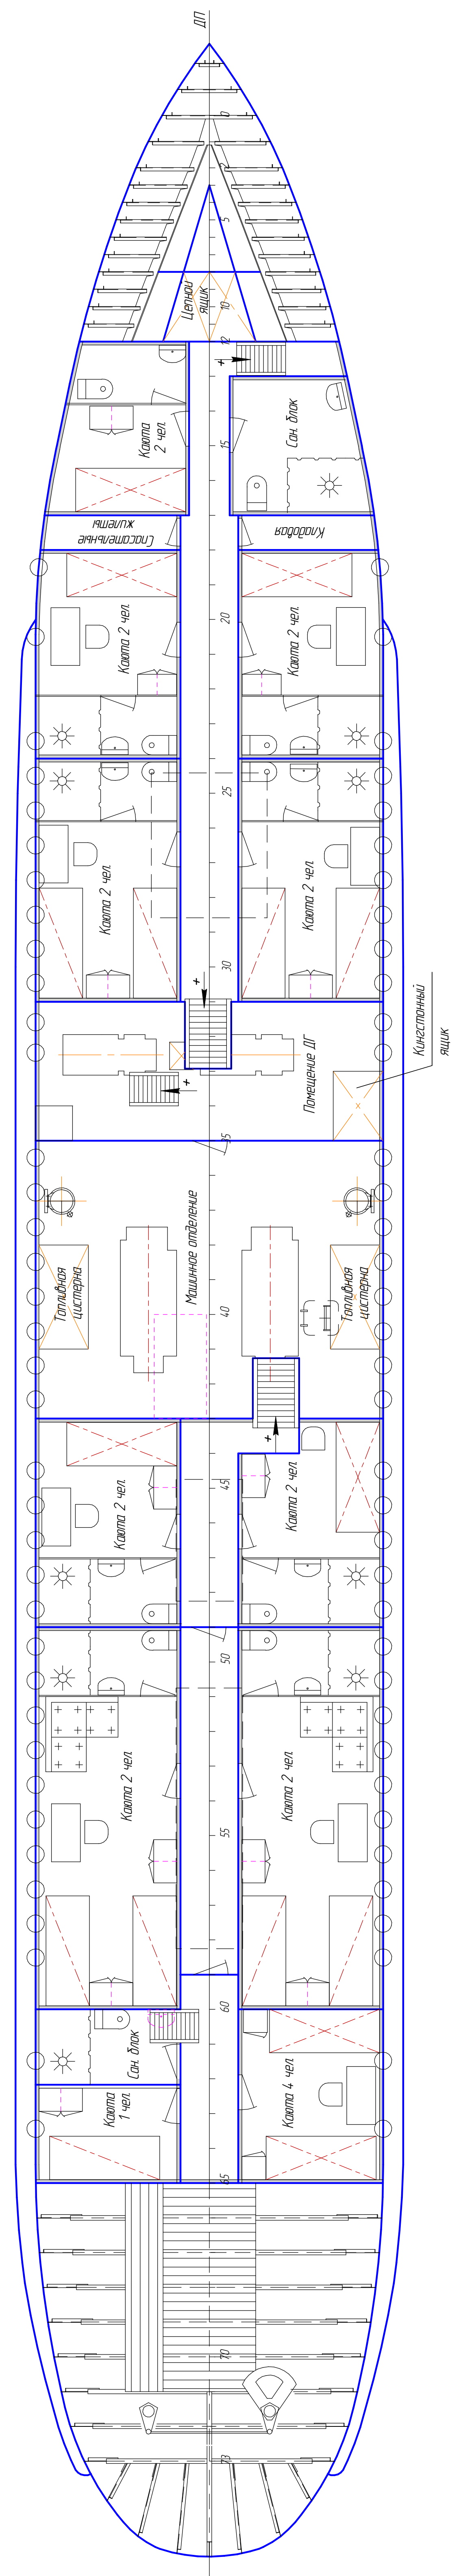 ДП
0
5
Цепной
ящик
10
12
Каюта
2 чел.
15
Сан. блок
Спасательные
жилеты
Кладовая
20
Каюта 2 чел.
Каюта 2 чел.
25
Каюта 2 чел.
Каюта 2 чел.
30
+
Помещение ДГ
Кингстонный
ящик
+
35
Машинное отделение
Топливная
цистерна
40
Топливная
цистерна
+
45
Каюта 2 чел.
Каюта 2 чел.
50
Каюта 2 чел.
Каюта 2 чел.
55
60
Сан. блок
Каюта
1 чел.
Каюта 4 чел.
65
70
73